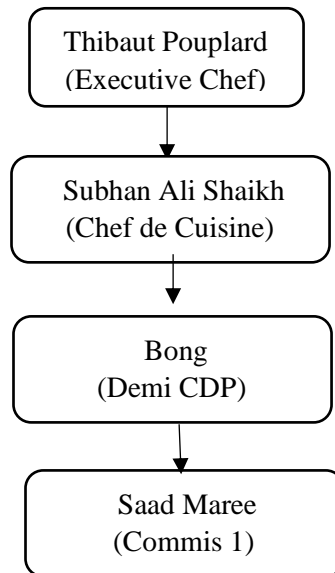 Thibaut Pouplard
(Executive Chef)
Subhan Ali Shaikh
(Chef de Cuisine)
Bong
(Demi CDP)
Saad Maree
(Commis 1)